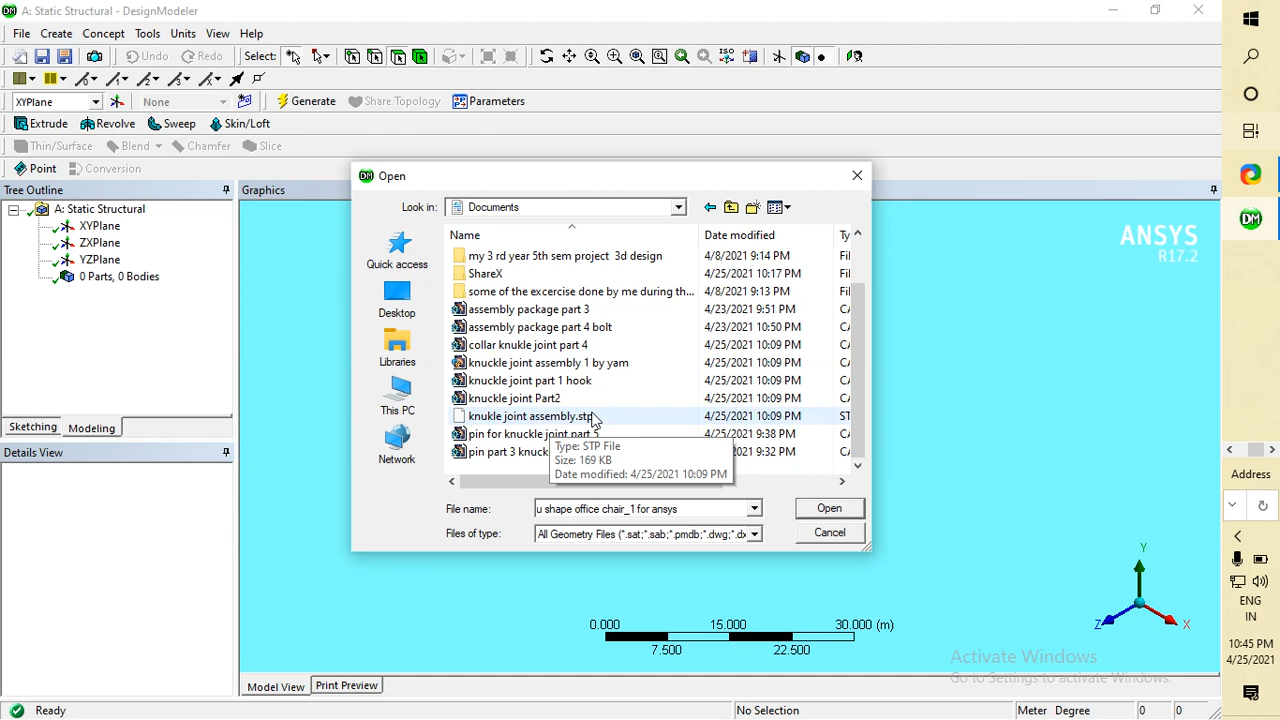 A: Static Structural - DesignModeler
File Create Concept Tools Units View Help
Undo Redo Select:
XYPlane None Generate Share Topology Parameters
Extrude Revolve Sweep Skin/Loft
Thin/Surface Blend Chamfer Slice
Point Conversion
Tree Outline
A: Static Structural
XYPlane
ZXPlane
YZPlane
0 Parts, 0 Bodies
Sketching Modeling
Details View
Graphics
ANSYS
R17.2
Open
Look in: Documents
Quick access
Desktop
Libraries
This PC
Network
Name Date modified Ty
my 3 rd year 5th sem project 3d design 4/8/2021 9:14 PM Fil
ShareX 4/25/2021 10:17 PM Fil
some of the excercise done by me during th... 4/8/2021 9:13 PM Fil
assembly package part 3 4/23/2021 9:51 PM CA
assembly package part 4 bolt 4/23/2021 10:50 PM CA
collar knukle joint part 4 4/25/2021 10:09 PM CA
knuckle joint assembly 1 by yam 4/25/2021 10:09 PM CA
knuckle joint part 1 hook 4/25/2021 10:09 PM CA
knuckle joint Part2 4/25/2021 10:09 PM CA
knukle joint assembly.stp 4/25/2021 10:09 PM ST
pin for knuckle joint part 5 4/25/2021 9:38 PM CA
pin part 3 knuck 9:32 PM CA
Type: STP File
Size: 169 KB
Date modified: 4/25/2021 10:09 PM
File name: u shape office chair_1 for ansys Open
Files of type: All Geometry Files (*.sat;*.sab;*.pmdb;*.dwg;*.dx Cancel
0.000 15.000 30.000 (m)
7.500 22.500
Y
Z X
Activate Windows
Go to Settings to activate Windows.
Model View Print Preview
Ready No Selection Meter Degree 0 0
Address
ENG
IN
10:45 PM
4/25/2021